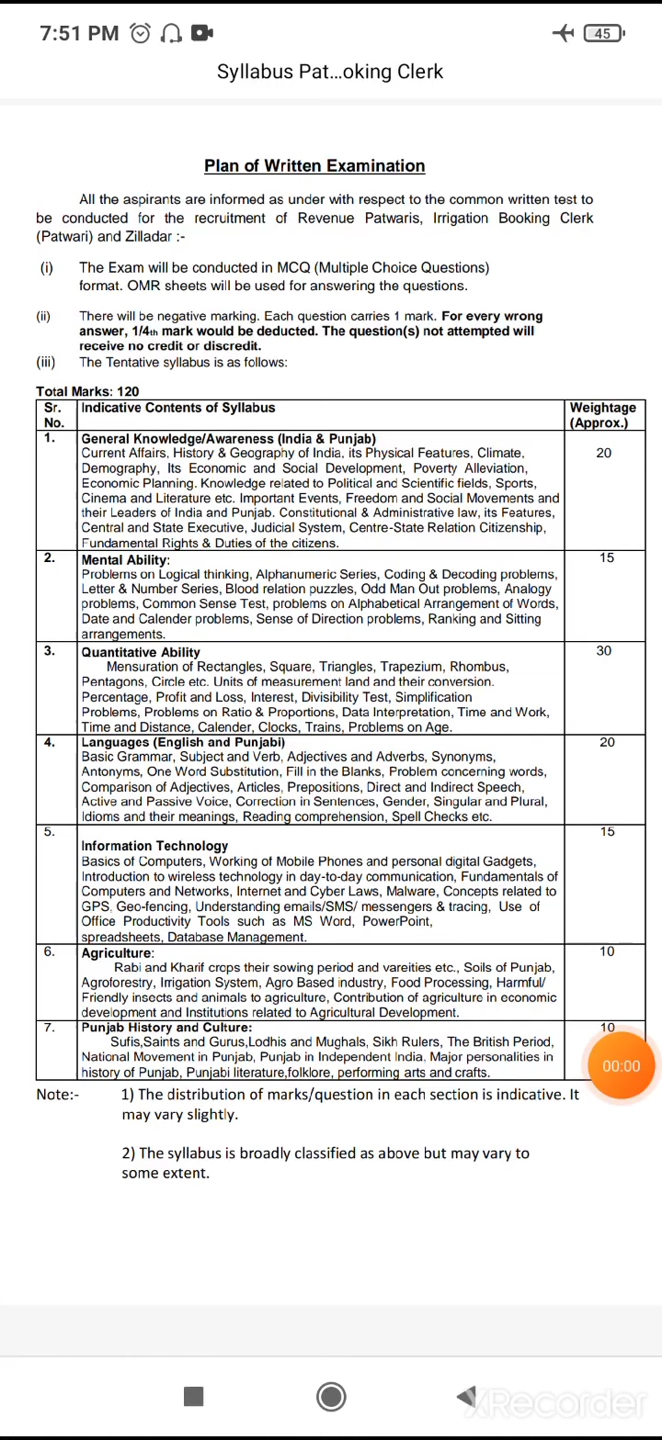 7:51 PM 45
Syllabus Pat...oking Clerk
Plan of Written Examination
All the aspirants are informed as under with respect to the common written test to
be conducted for the recruitment of Revenue Patwaris, Irrigation Booking Clerk
(Patwari) and Zilladar :-
(i) The Exam will be conducted in MCQ (Multiple Choice Questions)
format. OMR sheets will be used for answering the questions.
(ii) There will be negative marking. Each question carries 1 mark. For every wrong
answer, 1/4th mark would be deducted. The question(s) not attempted will
receive no credit or discredit.
(iii) The Tentative syllabus is as follows:
Total Marks: 120
Sr. Indicative Contents of Syllabus Weightage
No. (Approx.)
1. General Knowledge/Awareness (India & Punjab)
Current Affairs, History & Geography of India, its Physical Features, Climate, 20
Demography, Its Economic and Social Development, Poverty Alleviation,
Economic Planning. Knowledge related to Political and Scientific fields, Sports,
Cinema and Literature etc. Important Events, Freedom and Social Movements and
their Leaders of India and Punjab. Constitutional & Administrative law, its Features,
Central and State Executive, Judicial System, Centre-State Relation Citizenship,
Fundamental Rights & Duties of the citizens.
2. Mental Ability: 15
Problems on Logical thinking, Alphanumeric Series, Coding & Decoding problems,
Letter & Number Series, Blood relation puzzles, Odd Man Out problems, Analogy
problems, Common Sense Test, problems on Alphabetical Arrangement of Words,
Date and Calender problems, Sense of Direction problems, Ranking and Sitting
arrangements.
3. Quantitative Ability 30
Mensuration of Rectangles, Square, Triangles, Trapezium, Rhombus,
Pentagons, Circle etc. Units of measurement land and their conversion.
Percentage, Profit and Loss, Interest, Divisibility Test, Simplification
Problems, Problems on Ratio & Proportions, Data Interpretation, Time and Work,
Time and Distance, Calender, Clocks, Trains, Problems on Age.
4. Languages (English and Punjabi) 20
Basic Grammar, Subject and Verb, Adjectives and Adverbs, Synonyms,
Antonyms, One Word Substitution, Fill in the Blanks, Problem concerning words,
Comparison of Adjectives, Articles, Prepositions, Direct and Indirect Speech,
Active and Passive Voice, Correction in Sentences, Gender, Singular and Plural,
Idioms and their meanings, Reading comprehension, Spell Checks etc.
5. 15
Information Technology
Basics of Computers, Working of Mobile Phones and personal digital Gadgets,
Introduction to wireless technology in day-to-day communication, Fundamentals of
Computers and Networks, Internet and Cyber Laws, Malware, Concepts related to
GPS, Geo-fencing, Understanding emails/SMS/ messengers & tracing, Use of
Office Productivity Tools such as MS Word, PowerPoint,
spreadsheets, Database Management.
6. Agriculture: 10
Rabi and Kharif crops their sowing period and vareities etc., Soils of Punjab,
Agroforestry, Irrigation System, Agro Based industry, Food Processing, Harmful/
Friendly insects and animals to agriculture, Contribution of agriculture in economic
development and Institutions related to Agricultural Development.
7. Punjab History and Culture: 10
Sufis,Saints and Gurus,Lodhis and Mughals, Sikh Rulers, The British Period,
National Movement in Punjab, Punjab in Independent India. Major personalities in
history of Punjab, Punjabi literature,folklore, performing arts and crafts.
00:00
Note:- 1) The distribution of marks/question in each section is indicative. It
may vary slightly.
2) The syllabus is broadly classified as above but may vary to
some extent.
XRecorder